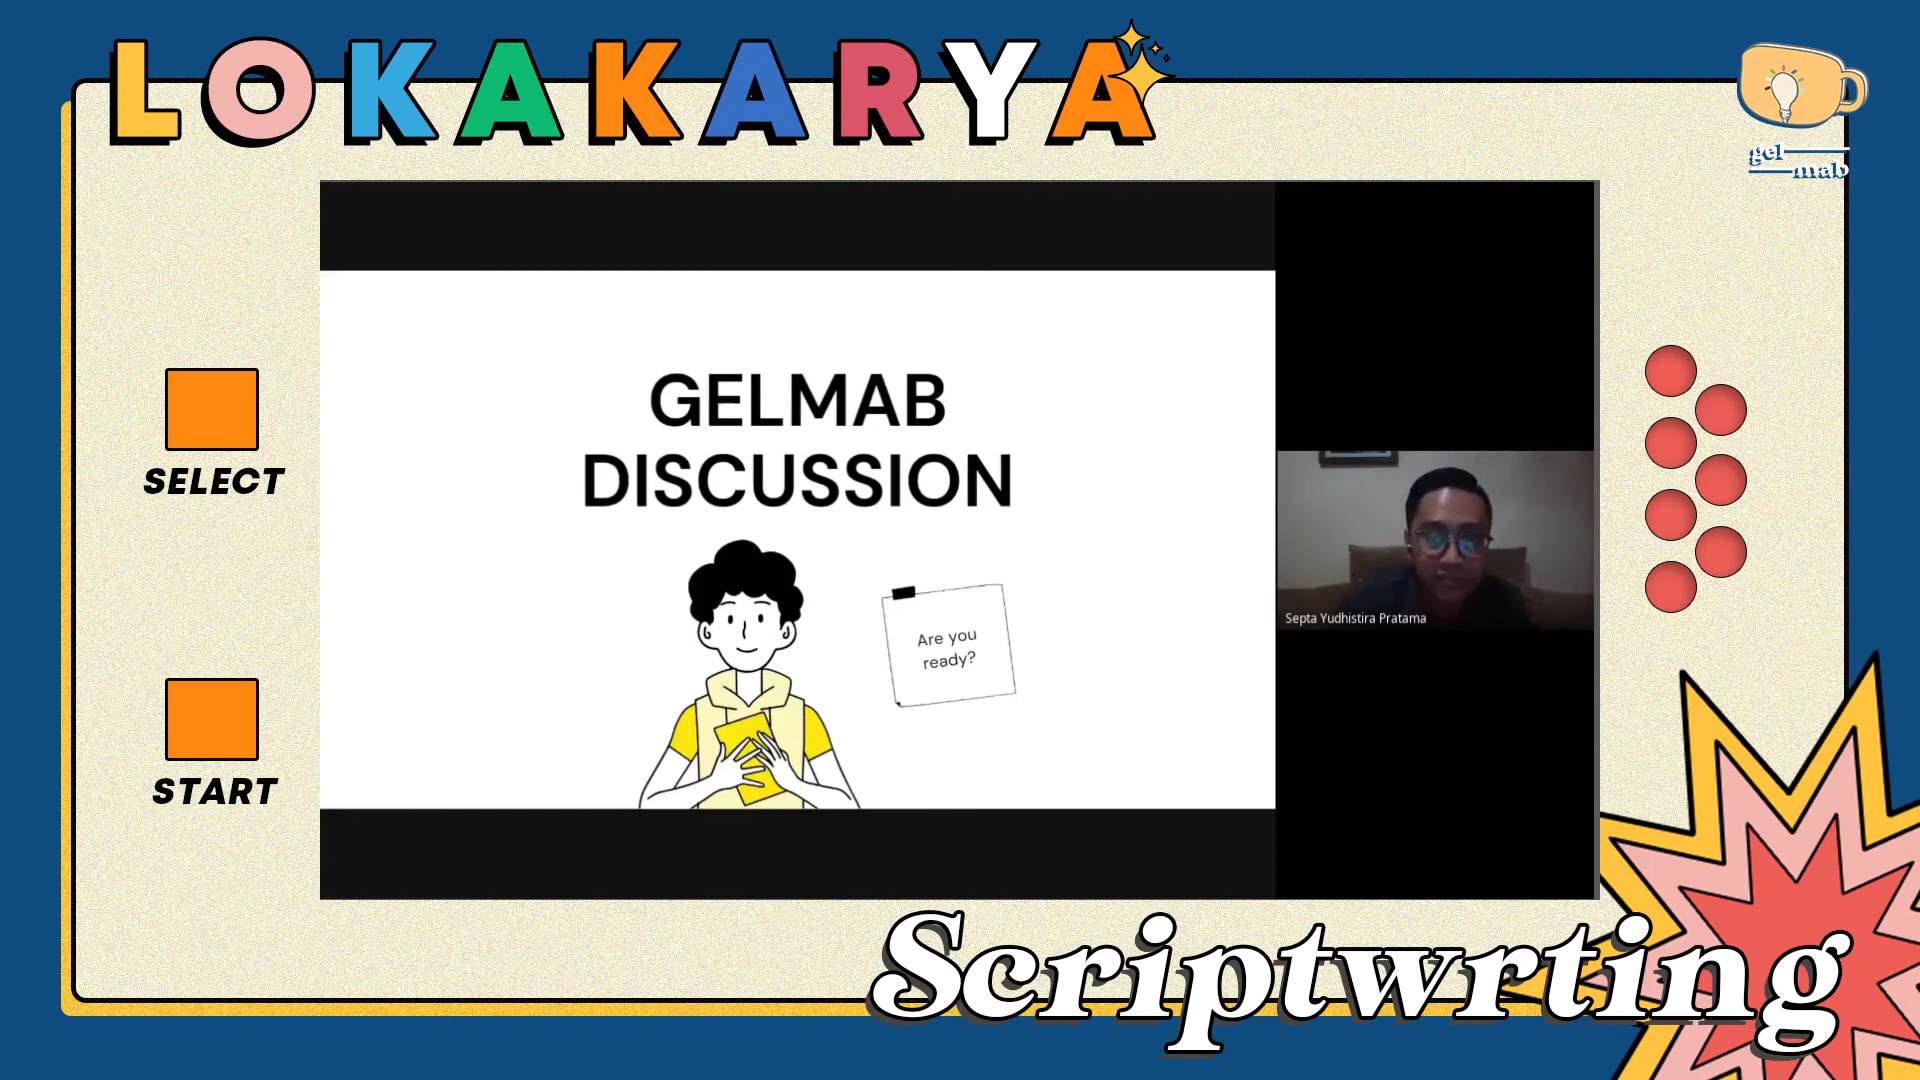 LOKAKARYA
gel
mab
GELMAB
DISCUSSION
Are you
ready?
Septa Yudhistira Pratama
SELECT
START
Scriptwrting